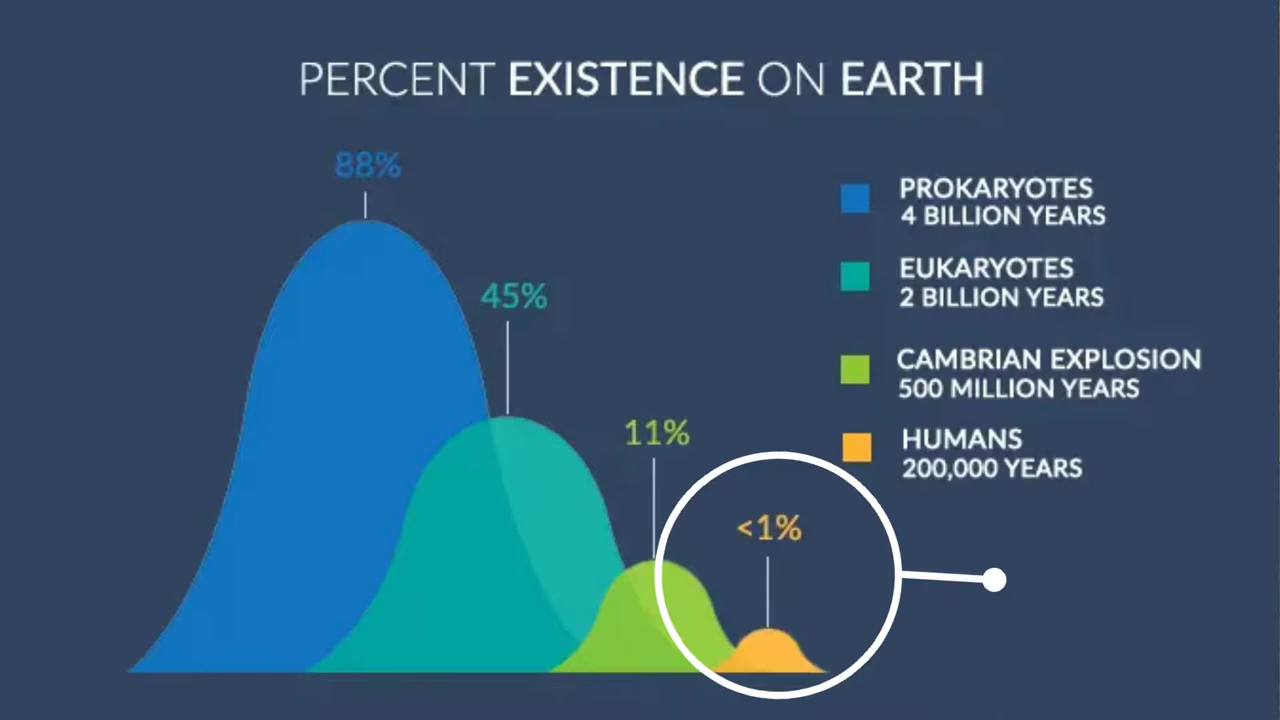 PERCENT EXISTENCE ON EARTH
88%
45%
11%
<1%
PROKARYOTES
4 BILLION YEARS
EUKARYOTES
2 BILLION YEARS
CAMBRIAN EXPLOSION
500 MILLION YEARS
HUMANS
200,000 YEARS